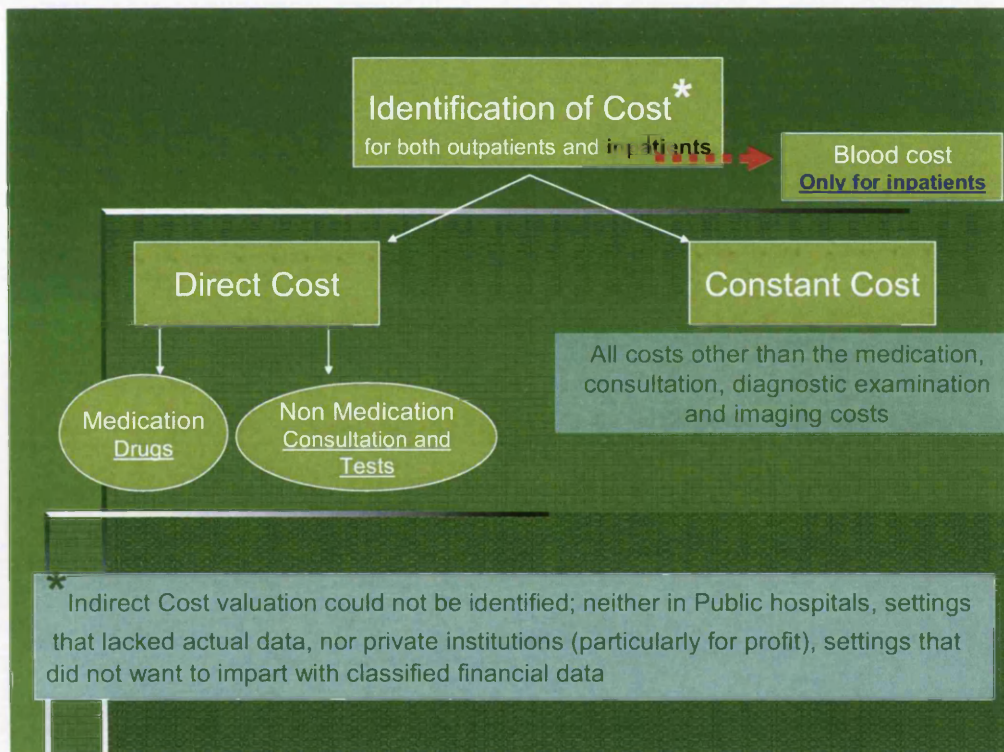 Identification of Cost*
for both outpatients and inpatients
Blood cost
Only for inpatients
Direct Cost
Constant Cost
All costs other than the medication,
consultation, diagnostic examination
and imaging costs
Medication
Drugs
Non Medication
Consultation and
Tests
*Indirect Cost valuation could not be identified; neither in Public hospitals, settings
that lacked actual data, nor private institutions (particularly for profit), settings that
did not want to impart with classified financial data